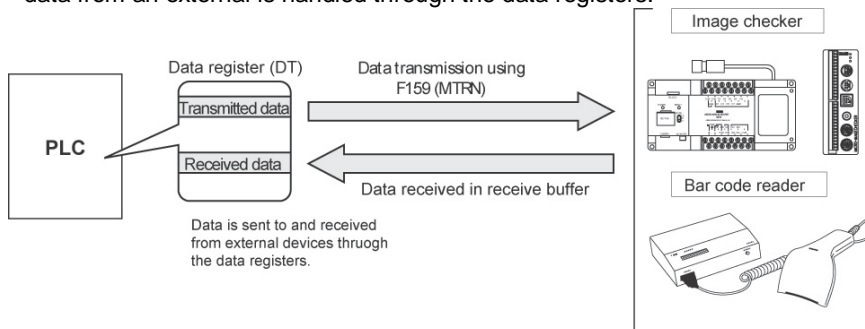 data from an external is handled through the data registers.
Image checker
Data register (DT)
Data transmission using
F159 (MTRN)
Transmitted data
PLC
Received data
Data received in receive buffer
Bar code reader
Data is sent to and received
from external devices thruogh
the data registers.